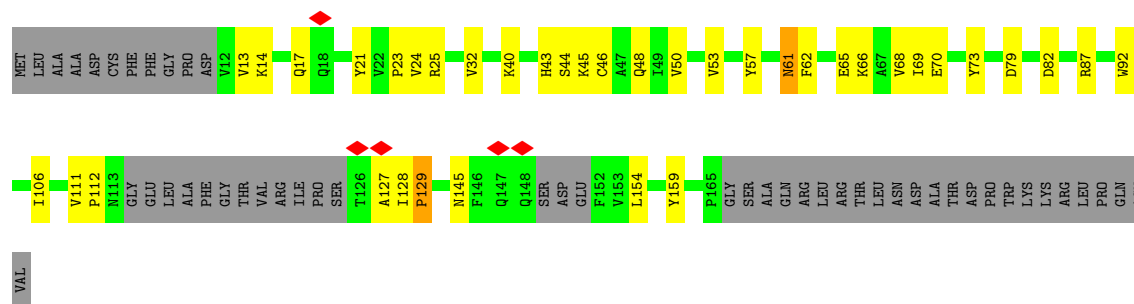 MET LEU ALA ALA ASP CYS PHE PHE GLY PRO ASP V12 V13 K14 Q17 Q18 Y21 V22 P23 V24 R25 V32 K40 H43 S44 K45 C46 A47 Q48 I49 V50 V53 Y57 N61 F62 E65 K66 A67 V68 I69 E70 Y73 D79 D82 R87 W92
I106 V111 P112 N113 GLY GLU LEU ALA PHE GLY THR VAL ARG ILE PRO SER T126 A127 I128 P129 N145 F146 Q147 Q148 SER ASP GLU F152 V153 L154 Y159 P165 GLY SER ALA GLN ARG LEU ARG THR LEU ASN ASP ALA THR ASP PRO TRP LYS LYS ARG LEU PRO GLN
VAL